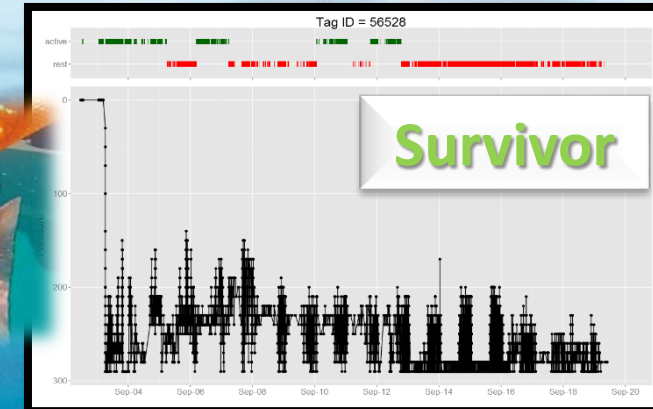 Tag ID = 56528
active
rest
Survivor
0
100
200
300
Sep-04 Sep-06 Sep-08 Sep-10 Sep-12 Sep-14 Sep-16 Sep-18 Sep-20